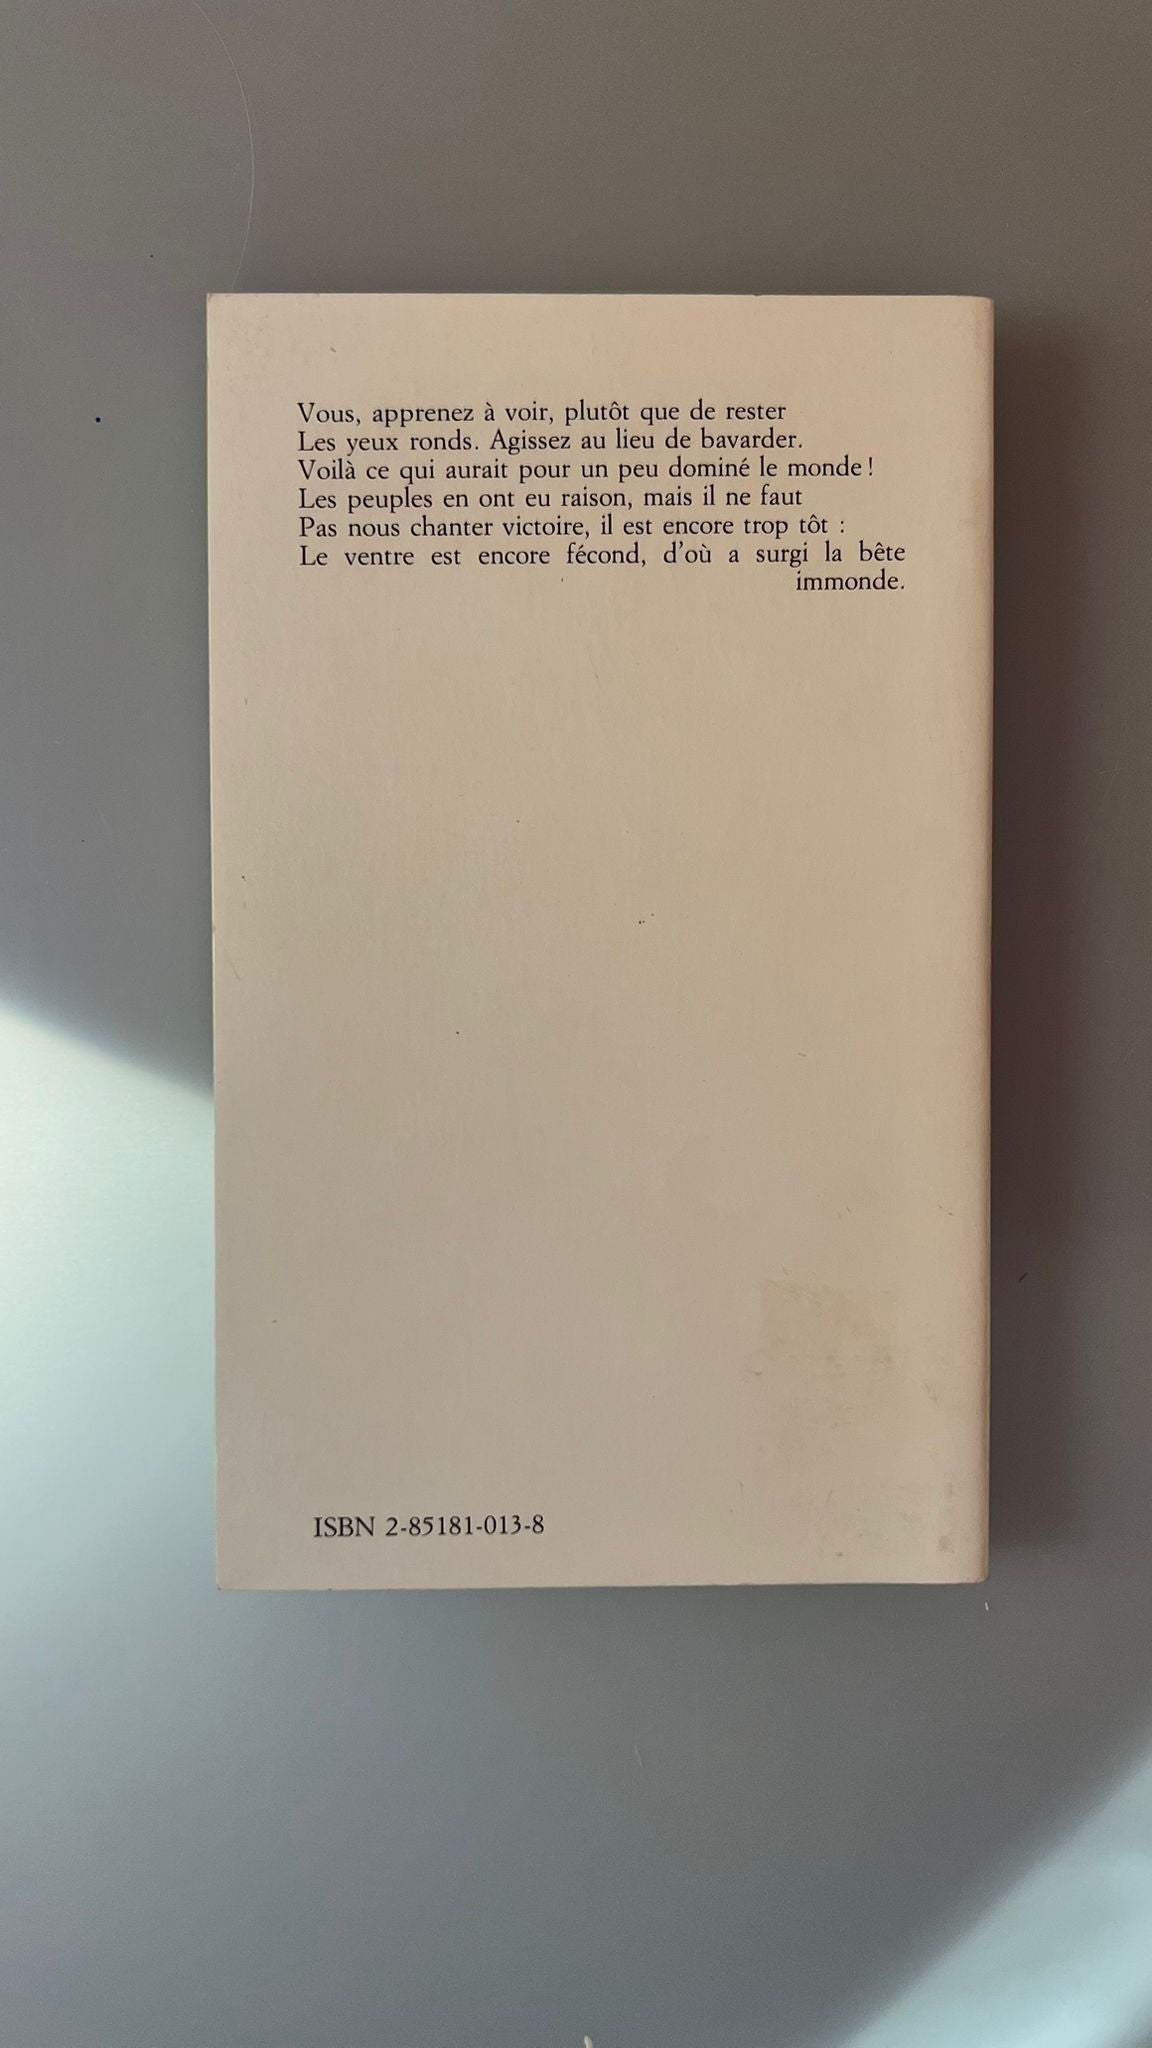 Vous, apprenez à voir, plutôt que de rester
Les yeux ronds. Agissez au lieu de bavarder.
Voilà ce qui aurait pour un peu dominé le monde !
Les peuples en ont eu raison, mais il ne faut
Pas nous chanter victoire, il est encore trop tôt :
Le ventre est encore fécond, d'où a surgi la bête
immonde.
ISBN 2-85181-013-8